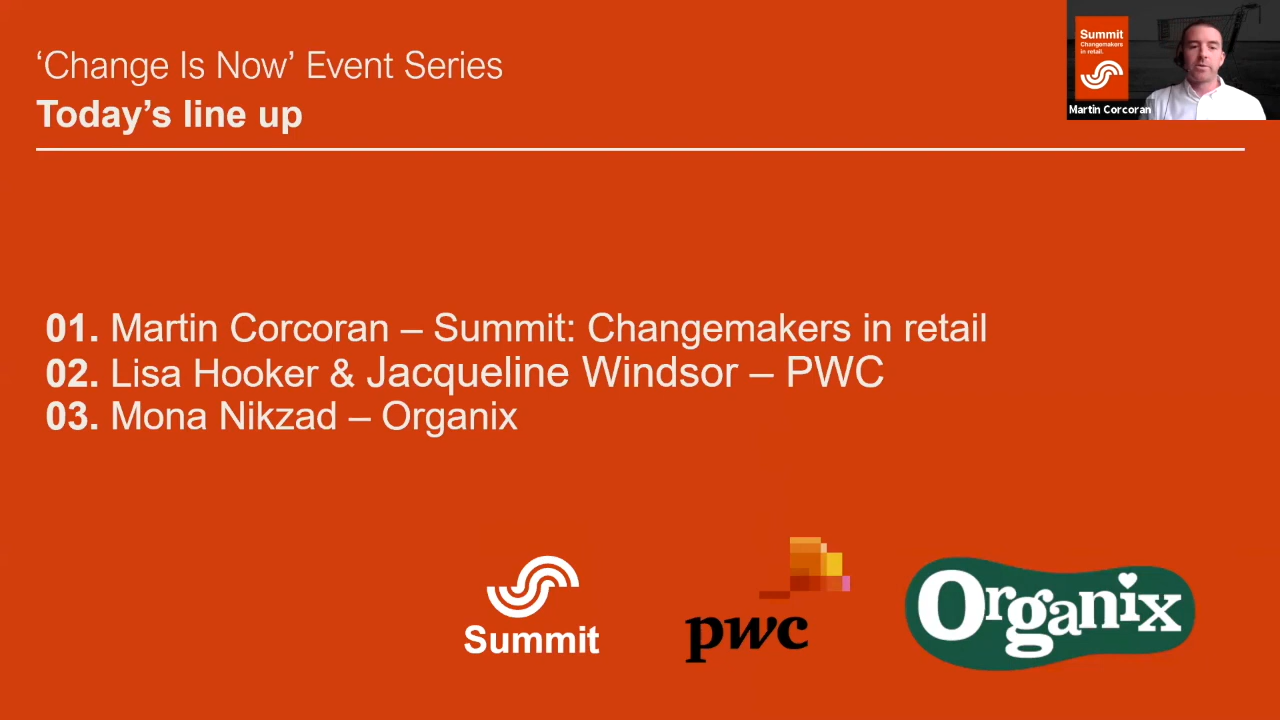 ‘Change Is Now’ Event Series
Today’s line up
Summit
Changemakers
in retail.
Martin Corcoran
01. Martin Corcoran – Summit: Changemakers in retail
02. Lisa Hooker & Jacqueline Windsor – PWC
03. Mona Nikzad – Organix
Summit
pwc
Organix